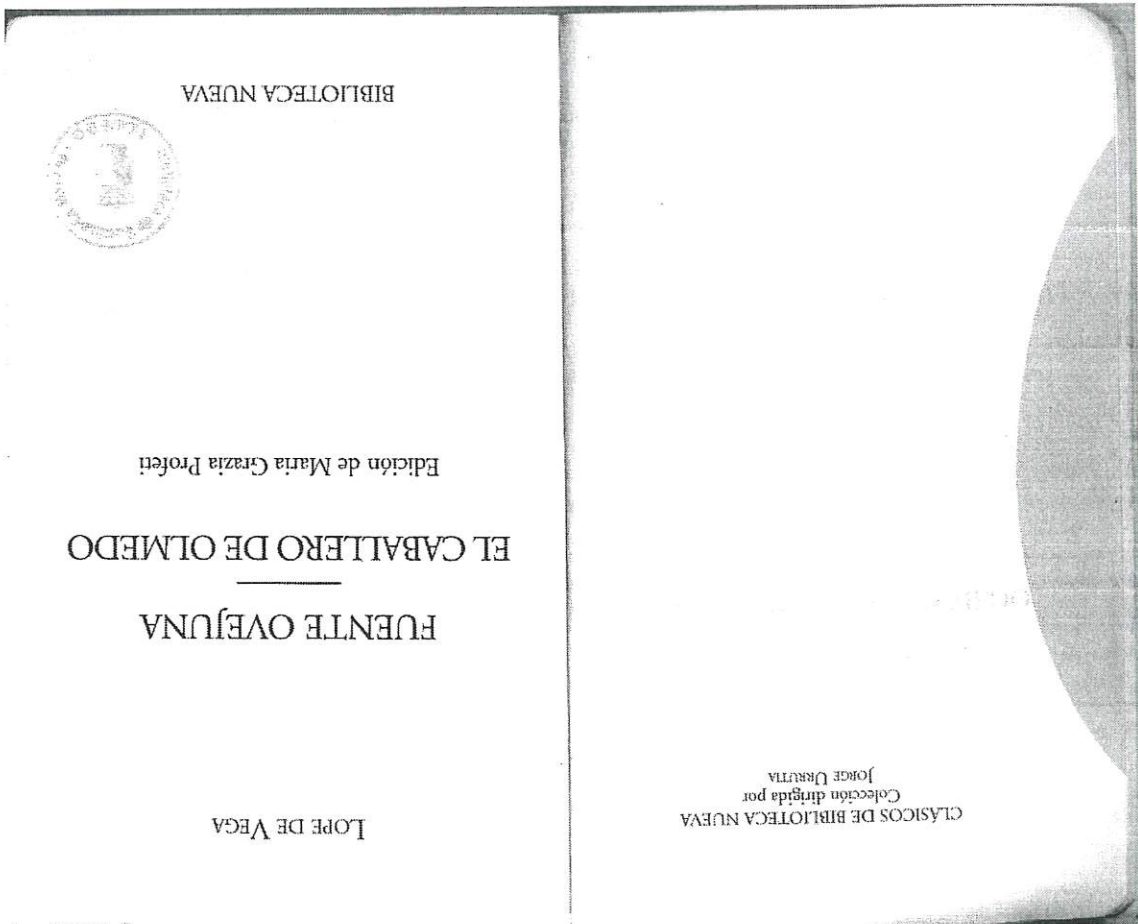 CLÁSICOS DE BIBLIOTECA NUEVA
Colección dirigida por
JORGE URRUTIA
LOPE DE VEGA
FUENTE OVEJUNA
EL CABALLERO DE OLMEDO
Edición de Maria Grazia Profeti
BIBLIOTECA NUEVA